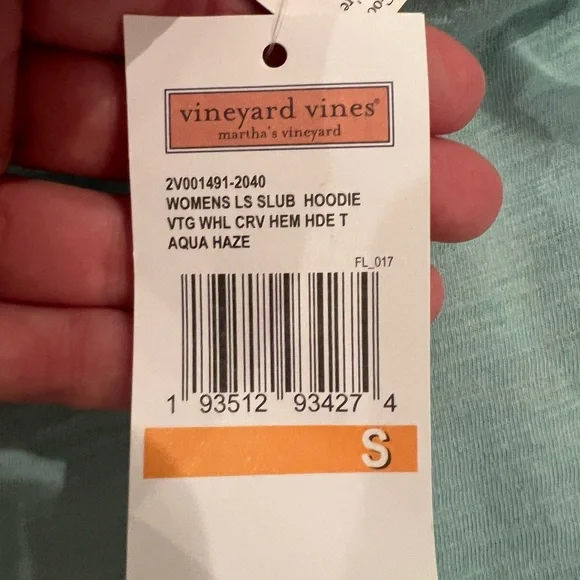 vineyard vines®
martha's vineyard
2V001491-2040
WOMENS LS SLUB HOODIE
VTG WHL CRV HEM HDE T
AQUA HAZE
FL_017
1 93512 93427 4
S